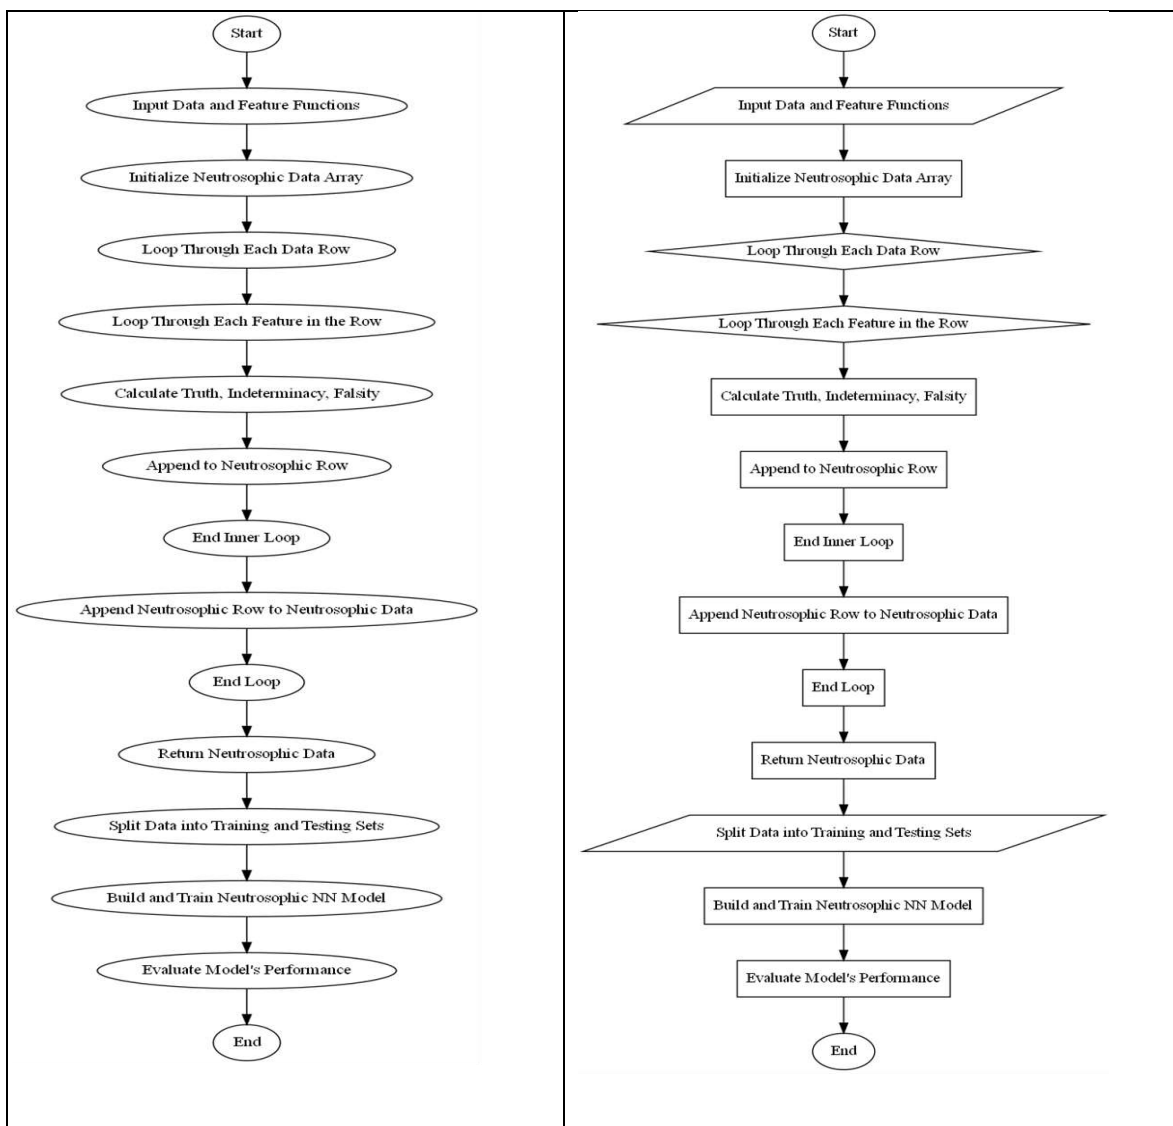 Start
Input Data and Feature Functions
Initialize Neutrosophic Data Array
Loop Through Each Data Row
Loop Through Each Feature in the Row
Calculate Truth, Indeterminacy, Falsity
Append to Neutrosophic Row
End Inner Loop
Append Neutrosophic Row to Neutrosophic Data
End Loop
Return Neutrosophic Data
Split Data into Training and Testing Sets
Build and Train Neutrosophic NN Model
Evaluate Model's Performance
End
Start
Input Data and Feature Functions
Initialize Neutrosophic Data Array
Loop Through Each Data Row
Loop Through Each Feature in the Row
Calculate Truth, Indeterminacy, Falsity
Append to Neutrosophic Row
End Inner Loop
Append Neutrosophic Row to Neutrosophic Data
End Loop
Return Neutrosophic Data
Split Data into Training and Testing Sets
Build and Train Neutrosophic NN Model
Evaluate Model's Performance
End